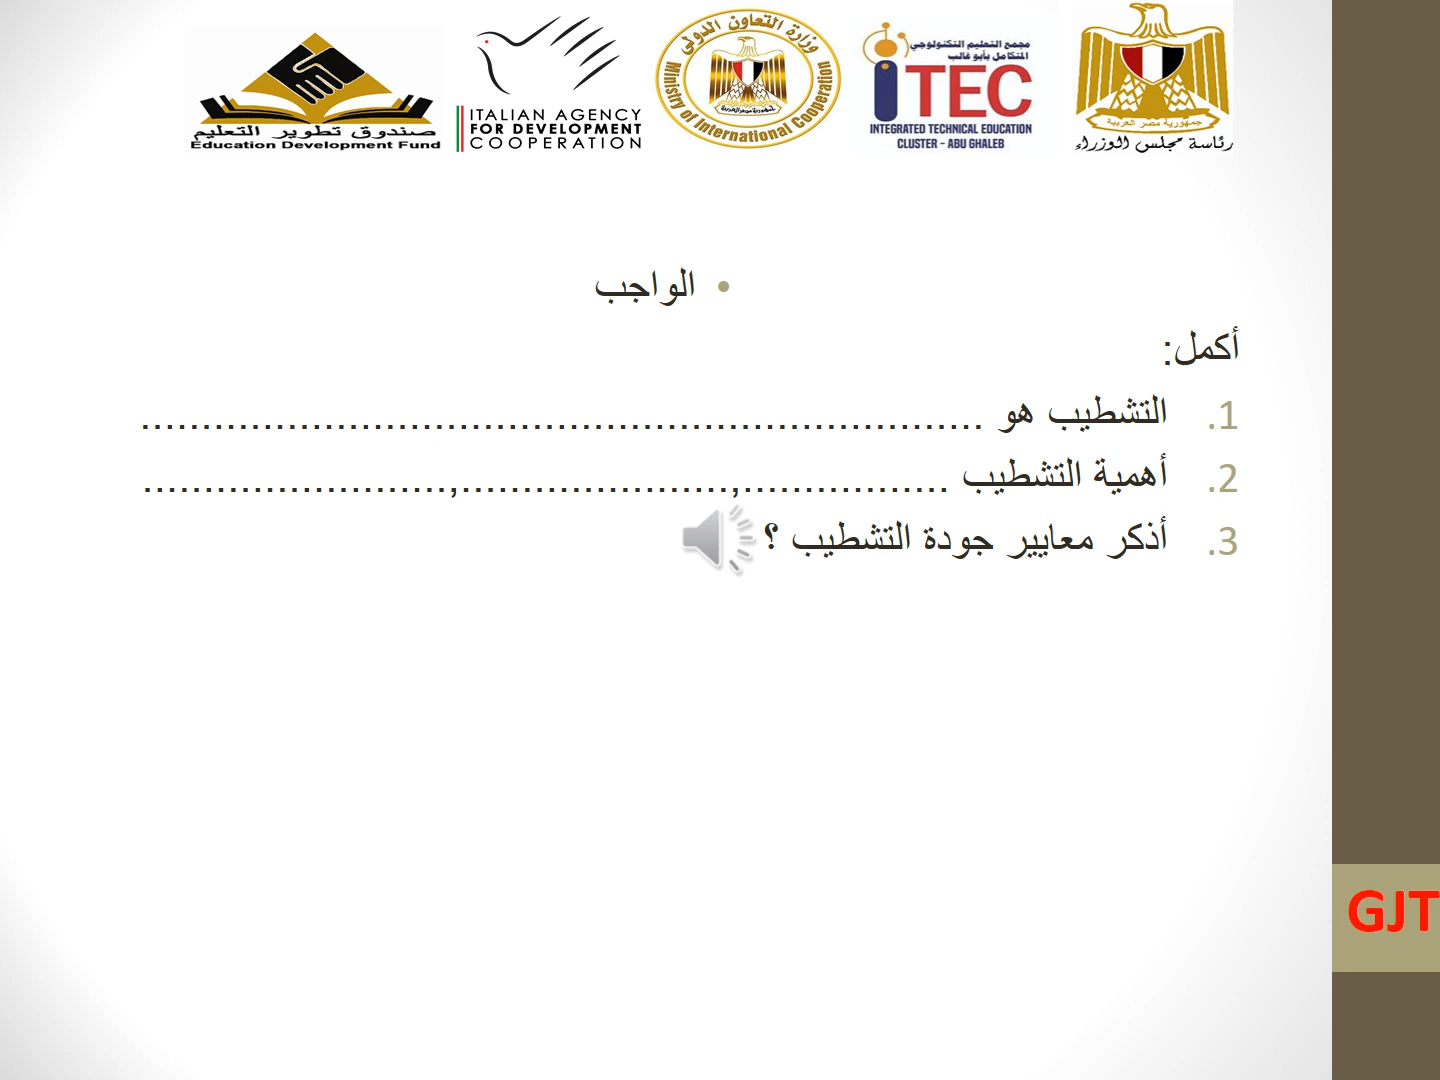 صندوق تطوير التعليم
Education Development Fund
ITALIAN AGENCY
FOR DEVELOPMENT
COOPERATION
وزارة التعاون الدولى
Ministry of International Cooperation
مجمع التعليم التكنولوجي
المتكامل بأبو غالب
iTEC
INTEGRATED TECHNICAL EDUCATION
CLUSTER - ABU GHALEB
جمهورية مصر العربية
رئاسة مجلس الوزراء
• الواجب
أكمل:
1. التشطيب هو .....................................................................
2. أهمية التشطيب .................,......................,.........................
3. أذكر معايير جودة التشطيب ؟
GJT